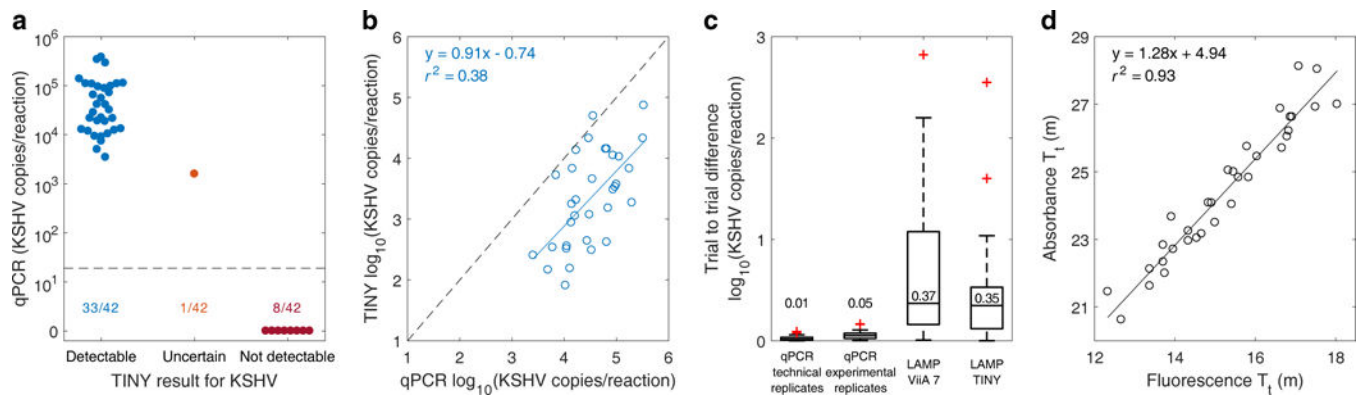 a
qPCR (KSHV copies/reaction)
10^6
10^5
10^4
10^3
10^2
10^1
0
33/42
1/42
8/42
Detectable
Uncertain
Not detectable
TINY result for KSHV
b
TINY log10(KSHV copies/reaction)
6
5
4
3
2
1
y = 0.91x - 0.74
r^2 = 0.38
1
2
3
4
5
6
qPCR log10(KSHV copies/reaction)
c
Trial to trial difference
log10(KSHV copies/reaction)
3
2
1
0
0.01
0.05
0.37
0.35
qPCR
technical
replicates
qPCR
experimental
replicates
LAMP
ViiA 7
LAMP
TINY
d
Absorbance Tt (m)
29
27
25
23
21
y = 1.28x + 4.94
r^2 = 0.93
12
14
16
18
Fluorescence Tt (m)